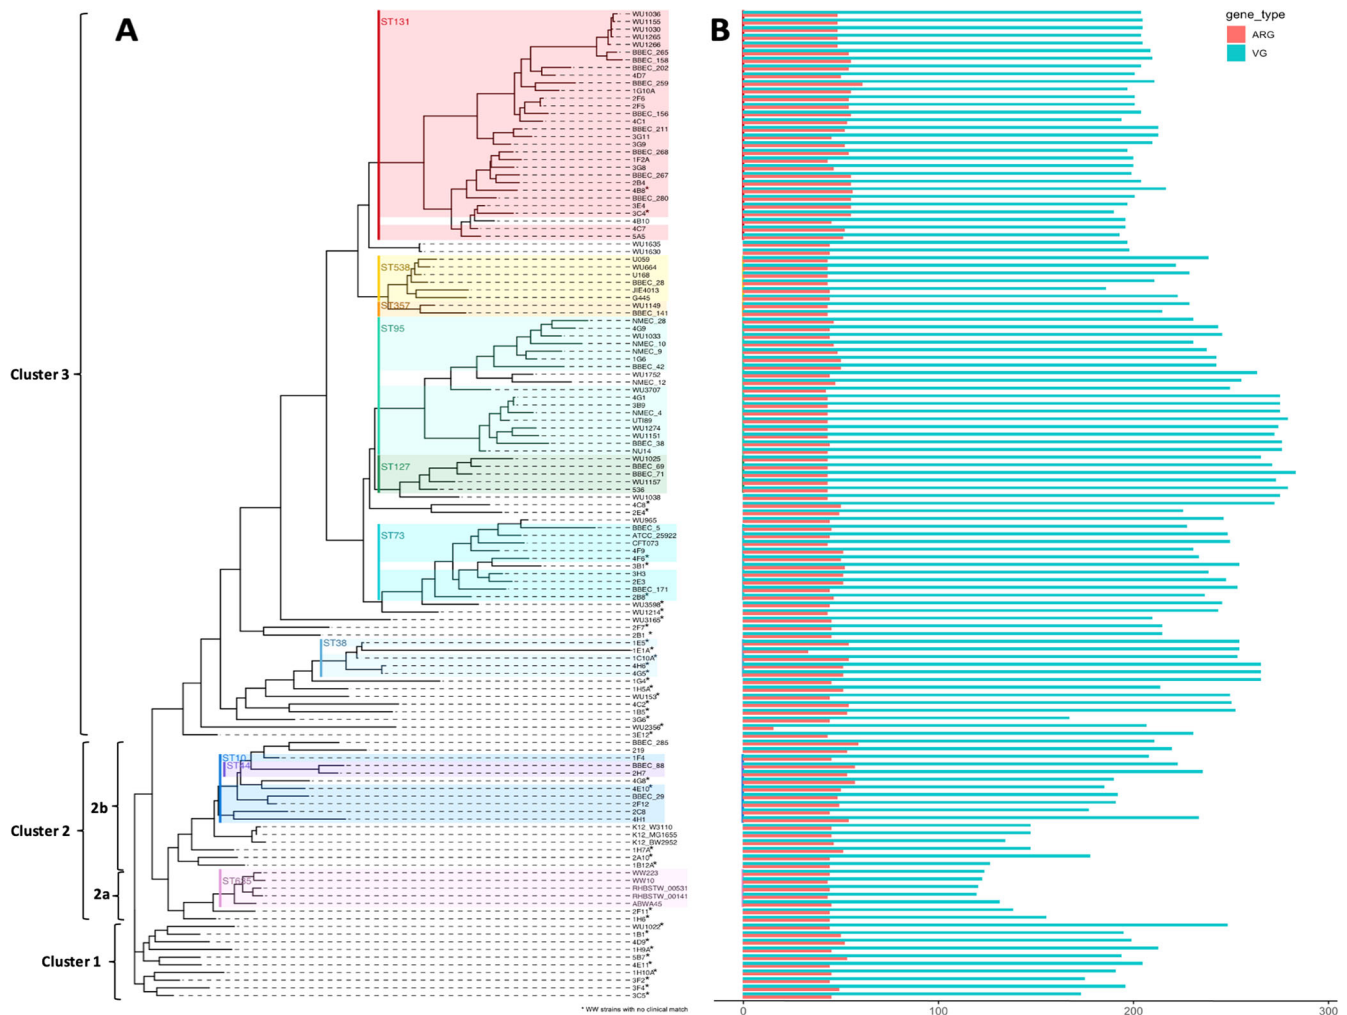 A
B
gene_type
ARG
VG
ST131
WU1036
WU1155
WU1030
WU1265
WU1266
BBEC_265
BBEC_158
BBEC_202
4D7
BBEC_259
1G10A
2F6
2F5
BBEC_156
4C1
BBEC_211
3G11
3G9
BBEC_268
1F2A
3G8
BBEC_267
2B4
4B8*
BBEC_280
3E4
3C4*
4B10
4C7
5A5
WU1635
WU1630
U059
ST538
WU664
U168
BBEC_28
JIE4013
G445
ST357
WU1149
BBEC_141
NMEC_28
ST95
4G9
WU1033
NMEC_10
NMEC_9
1G6
BBEC_42
Cluster 3
WU1752
NMEC_12
WU3707
4G1
3B9
NMEC_4
UTI89
WU1274
WU1151
BBEC_38
NU14
WU1025
ST127
BBEC_69
BBEC_71
WU1157
536
WU1038
4C8*
2E4*
WU965
BBEC_5
ST73
ATCC_25922
CFT073
4F9
4F6*
3B1*
3H3
2E3
BBEC_171
2B8*
WU3598*
WU1214*
WU3165*
2F7*
2B1 *
ST38
1E5*
1E1A*
1C10A*
4H6*
4G5*
1G4*
1H5A*
WU153*
4C2*
1B5*
3G6*
WU2356*
3E12*
BBEC_285
219
ST10
1F4
ST44
BBEC_88
2H7
4G8*
4E10*
BBEC_29
2b
2F12
2C8
4H1
Cluster 2
K12_W3110
K12_MG1655
K12_BW2952
1H7A*
2A10*
1B12A*
WW223
ST635
WW10
RHBSTW_00531
2a
RHBSTW_00141
ABWA45
2F11*
1H6*
WU1022*
1B1*
4D9*
1H9A*
5B7*
Cluster 1
4E11*
1H10A*
3F2*
3F4*
3C5*
* WW strains with no clinical match
0 100 200 300